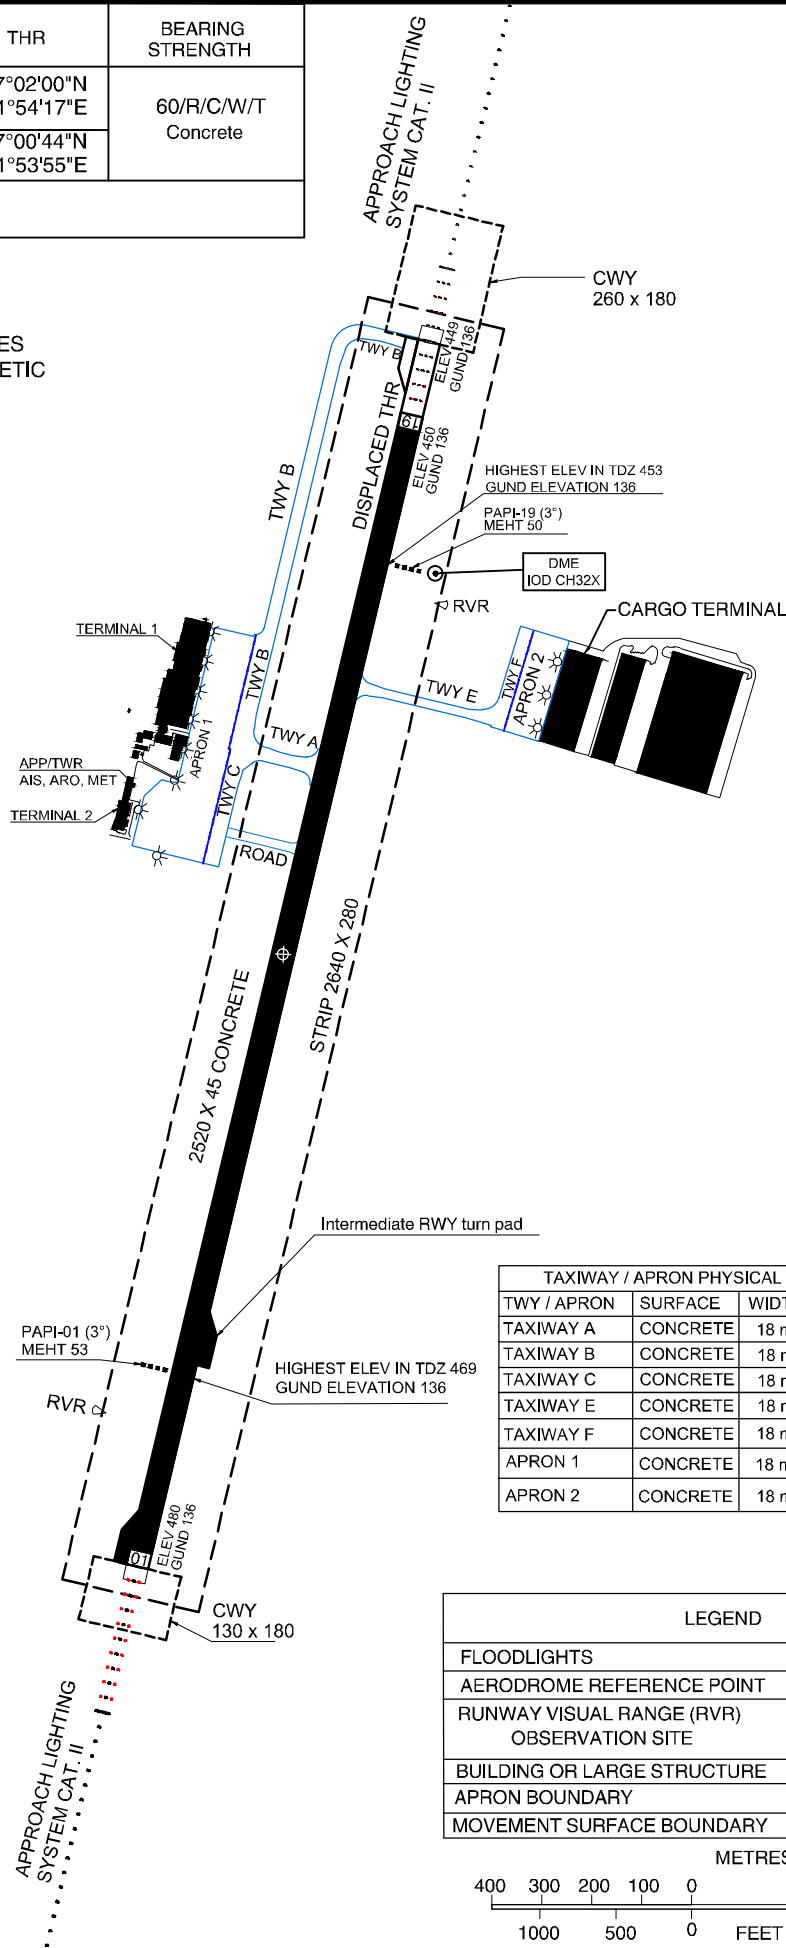 THR
BEARING
STRENGTH
7°02'00"N
1°54'17"E
7°00'44"N
1°53'55"E
60/R/C/W/T
Concrete
APPROACH LIGHTING
SYSTEM CAT. II
CWY
260 x 180
ES
ETIC
TWY B
ELEV 449
GUND 136
DISPLACED THR
19
ELEV 450
GUND 136
TWY B
HIGHEST ELEV IN TDZ 453
GUND ELEVATION 136
PAPI-19 (3°)
MEHT 50
DME
IOD CH32X
RVR
CARGO TERMINAL
TERMINAL 1
TWY B
TWY E
TWY F
APRON 2
TWY A
APRON 1
APP/TWR
AIS, ARO, MET
TWY C
TERMINAL 2
ROAD
2520 X 45 CONCRETE
STRIP 2640 X 280
Intermediate RWY turn pad
PAPI-01 (3°)
MEHT 53
HIGHEST ELEV IN TDZ 469
GUND ELEVATION 136
RVR
TAXIWAY / APRON PHYSICAL
TWY / APRON SURFACE WIDT
TAXIWAY A CONCRETE 18 m
TAXIWAY B CONCRETE 18 m
TAXIWAY C CONCRETE 18 m
TAXIWAY E CONCRETE 18 m
TAXIWAY F CONCRETE 18 m
APRON 1 CONCRETE 18 m
APRON 2 CONCRETE 18 m
01
ELEV 480
GUND 136
CWY
130 x 180
APPROACH LIGHTING
SYSTEM CAT. II
LEGEND
FLOODLIGHTS
AERODROME REFERENCE POINT
RUNWAY VISUAL RANGE (RVR)
OBSERVATION SITE
BUILDING OR LARGE STRUCTURE
APRON BOUNDARY
MOVEMENT SURFACE BOUNDARY
METRES
400 300 200 100 0
1000 500 0 FEET